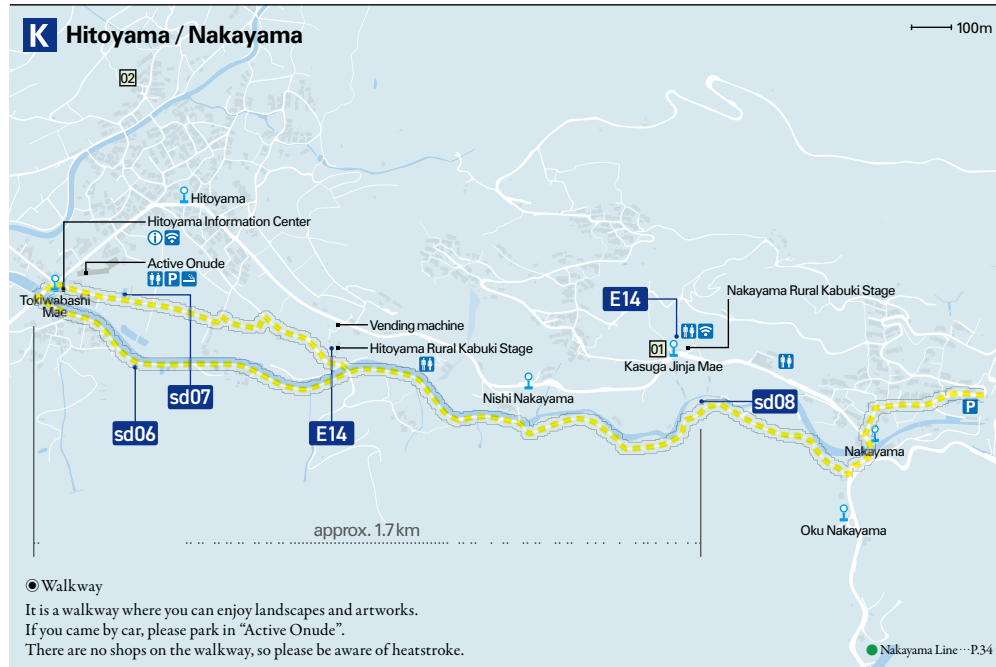 K Hitoyama / Nakayama
100m
02
Hitoyama
Hitoyama Information Center
Active Onude
P
Tokiwabashi
Mae
E14
Nakayama Rural Kabuki Stage
Vending machine
01
Hitoyama Rural Kabuki Stage
Kasuga Jinja Mae
sd07
Nishi Nakayama
sd08
P
sd06
E14
Nakayama
approx. 1.7km
Oku Nakayama
Walkway
It is a walkway where you can enjoy landscapes and artworks.
If you came by car, please park in “Active Onude”.
There are no shops on the walkway, so please be aware of heatstroke.
Nakayama Line…P.34